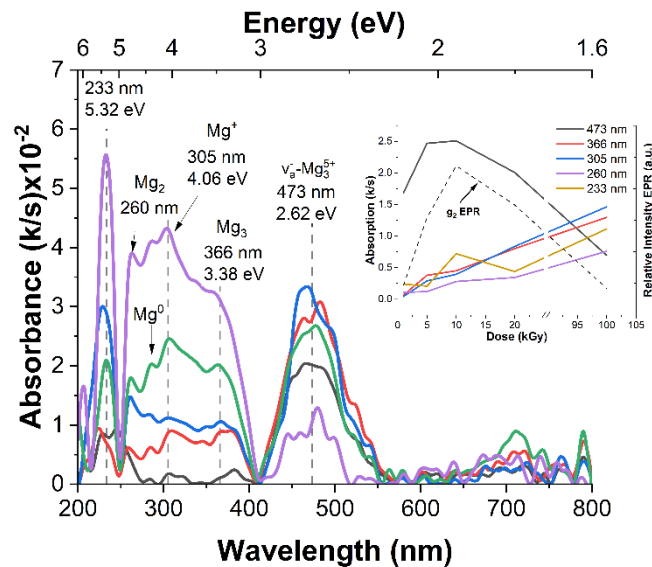 Energy (eV)
6 5 4 3 2 1.6
7
6
5
4
3
2
1
0
Absorbance (k/s)x10⁻²
233 nm
5.32 eV
Mg₂
260 nm
Mg⁰
Mg⁺
305 nm
4.06 eV
Mg₃
366 nm
3.38 eV
νₐ⁻-Mg₃⁵⁺
473 nm
2.62 eV
2.5
2.0
1.5
1.0
0.5
0.0
Absorption (k/s)
g₂ EPR
473 nm
366 nm
305 nm
260 nm
233 nm
Relative Intensity EPR (a.u.)
0 5 10 20 95 100 105
Dose (kGy)
200 300 400 500 600 700 800
Wavelength (nm)